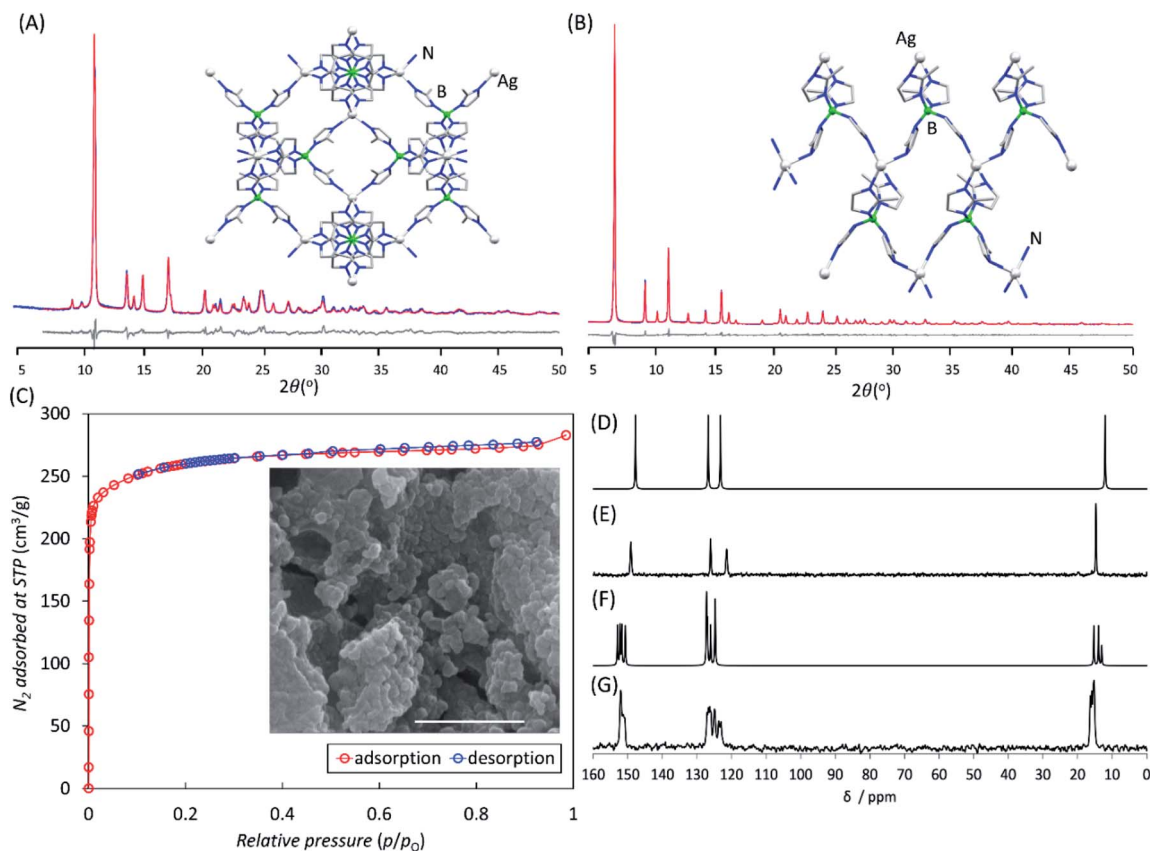 (A)
N
Ag
B
5 10 15 20 25 30 35 40 45 50
2θ(°)
(B)
Ag
B
N
5 10 15 20 25 30 35 40 45 50
2θ(°)
(C)
300
250
200
150
100
50
0
N2 adsorbed at STP (cm³/g)
adsorption desorption
0 0.2 0.4 0.6 0.8 1
Relative pressure (p/pO)
(D)
(E)
(F)
(G)
160 150 140 130 120 110 100 90 80 70 60 50 40 30 20 10 0
δ / ppm